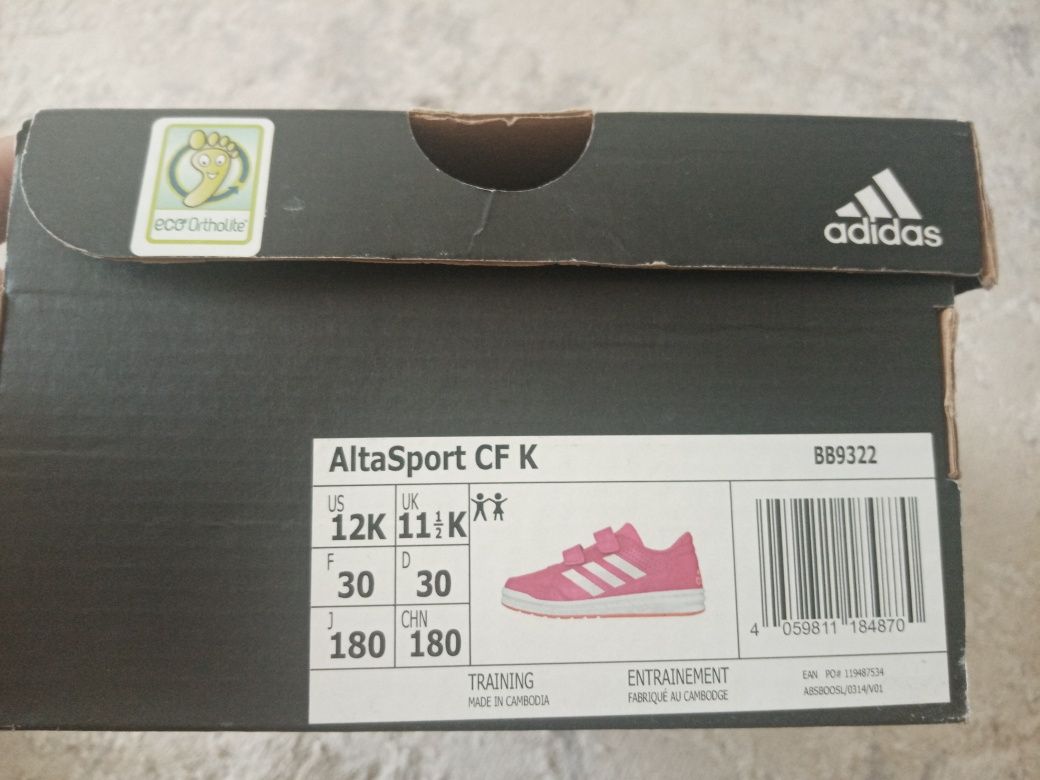 eco Ortholite™
adidas
AltaSport CF K
BB9322
US
12K
UK
11½K
F
30
D
30
J
180
CHN
180
4 059811 184870
TRAINING
MADE IN CAMBODIA
ENTRAINEMENT
FABRIQUÉ AU CAMBODGE
EAN PO# 119487534
ABSBOOSL/0314/V01